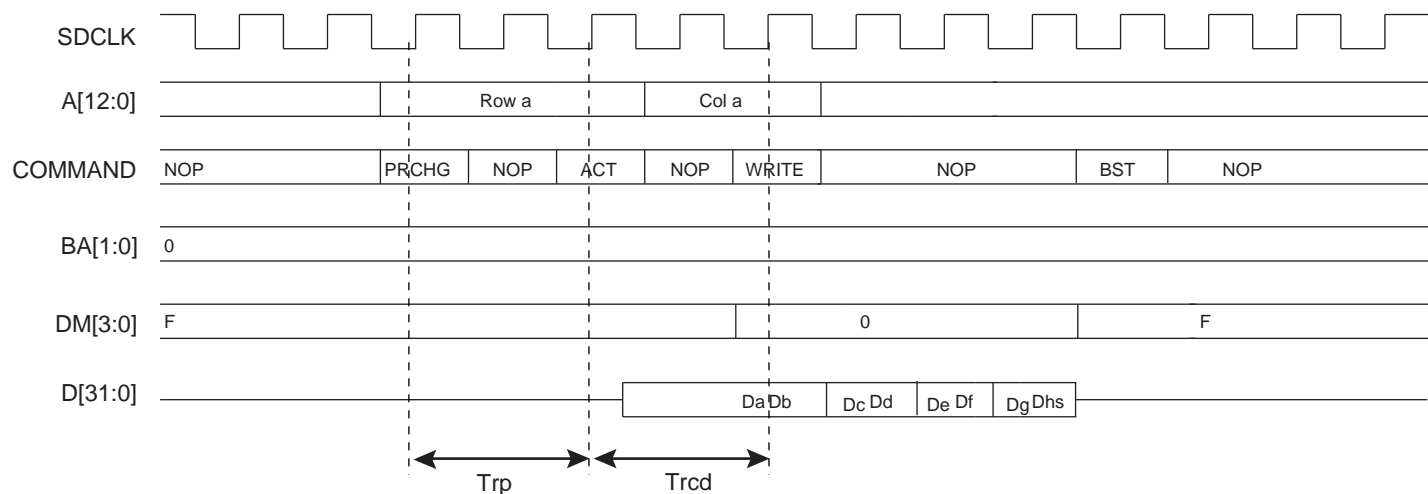 SDCLK
A[12:0] Row a Col a
COMMAND NOP PRCHG NOP ACT NOP WRITE NOP BST NOP
BA[1:0] 0
DM[3:0] F 0 F
D[31:0] Da Db Dc Dd De Df Dg Dhs
Trp Trcd